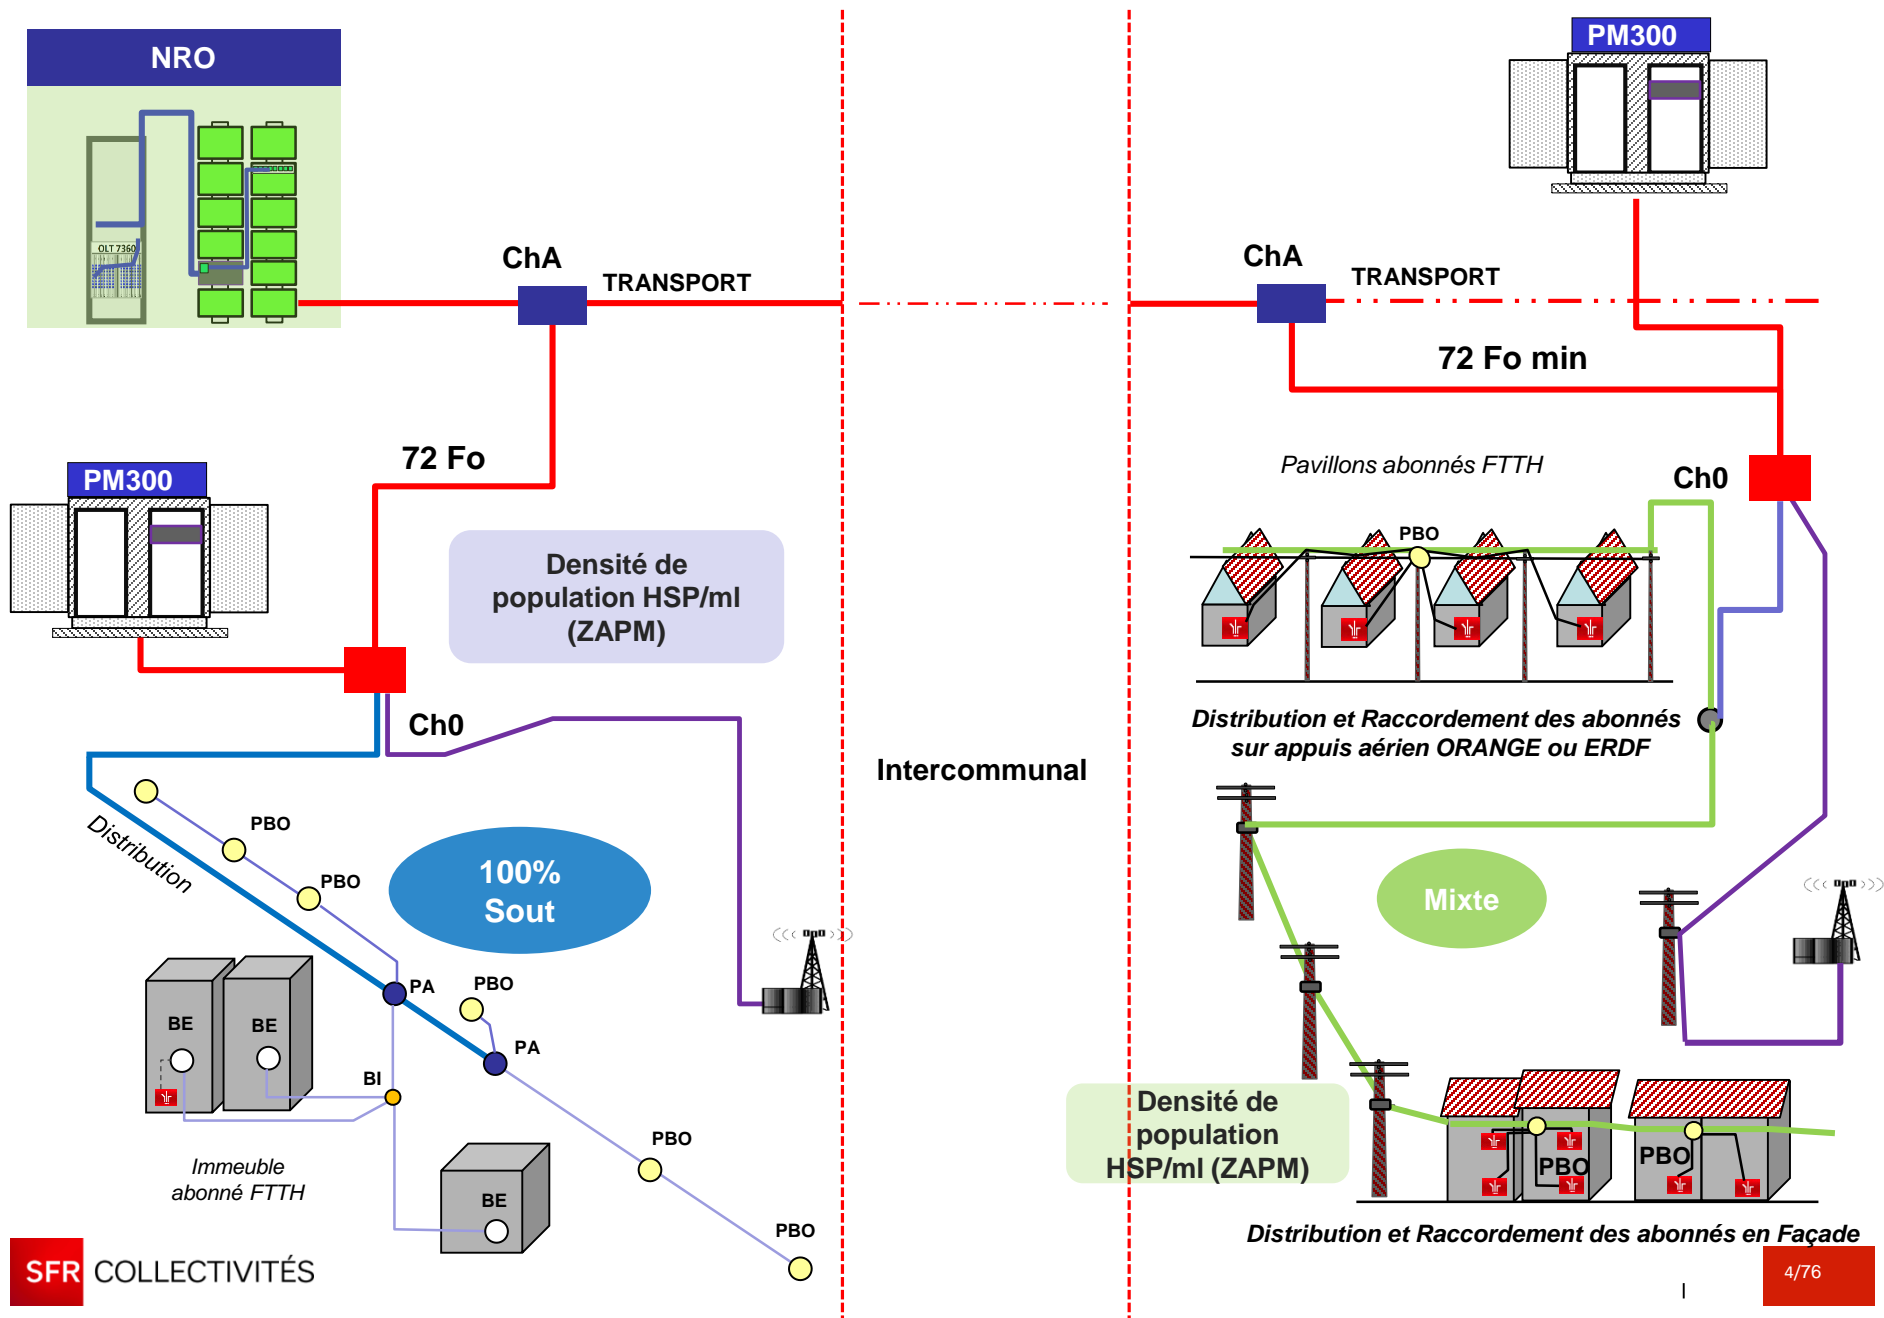 NRO
OLT 7360
ChA
TRANSPORT
72 Fo
PM300
Densité de
population HSP/ml
(ZAPM)
Ch0
Distribution
PBO
PBO
100%
Sout
PA
PBO
PA
BE
BE
BI
BE
PBO
PBO
Immeuble
abonné FTTH
SFR COLLECTIVITÉS
Intercommunal
PM300
ChA
TRANSPORT
72 Fo min
Pavillons abonnés FTTH
Ch0
PBO
Distribution et Raccordement des abonnés
sur appuis aérien ORANGE ou ERDF
Mixte
Densité de
population
HSP/ml (ZAPM)
PBO
PBO
Distribution et Raccordement des abonnés en Façade
4/76
l